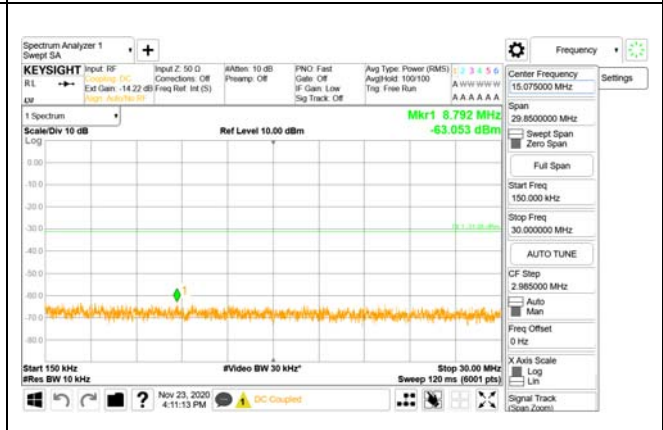 Spectrum Analyzer 1
Swept SA
Frequency
KEYSIGHT
RL
Input: RF
Coupling: DC
Align: Auto/No RF
Input Z: 50 Ω
Corrections: Off
Ext Gain: -14.22 dB
Freq Ref: Int (S)
#Atten: 10 dB
Preamp: Off
PNO: Fast
Gate: Off
IF Gain: Low
Sig Track: Off
Avg Type: Power (RMS)
Avg|Hold: 100/100
Trig: Free Run
1 2 3 4 5 6
A W W W W W
A A A A A A
Center Frequency
15.075000 MHz
Settings
Span
29.8500000 MHz
Swept Span
Zero Span
Full Span
Start Freq
150.000 kHz
Stop Freq
30.000000 MHz
AUTO TUNE
CF Step
2.985000 MHz
Auto
Man
Freq Offset
0 Hz
X Axis Scale
Log
Lin
Signal Track
(Span Zoom)
1 Spectrum
Scale/Div 10 dB
Log
Ref Level 10.00 dBm
Mkr1 8.792 MHz
-63.053 dBm
0.00
-10.0
-20.0
-30.0
-40.0
-50.0
-60.0
-70.0
-80.0
1
Start 150 kHz
#Res BW 10 kHz
#Video BW 30 kHz*
Stop 30.00 MHz
Sweep 120 ms (6001 pts)
?
Nov 23, 2020
4:11:13 PM
DC Coupled